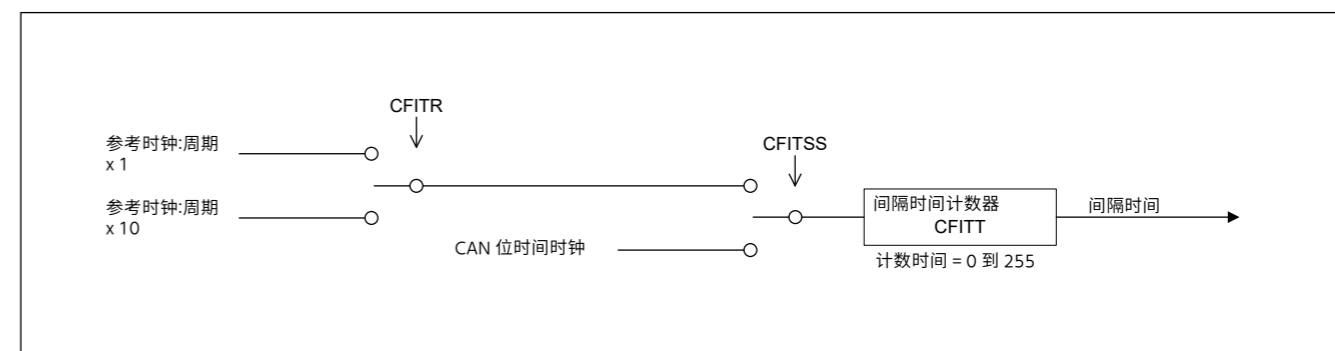 CFITR
参考时钟:周期
x 1
CFITSS
参考时钟:周期
x 10
间隔时间计数器
CFITT
间隔时间
CAN 位时间时钟
计数时间 = 0 到 255